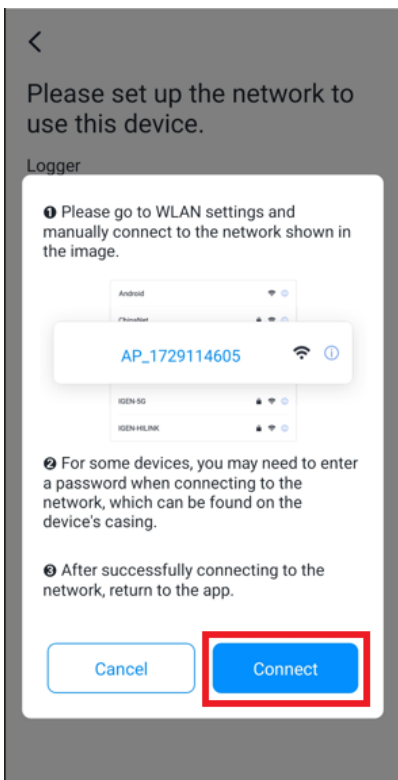 Please set up the network to
use this device.
Logger
❶ Please go to WLAN settings and
manually connect to the network shown in
the image.
Android
ChinaNet
AP_1729114605
IGEN-5G
IGEN-HILINK
❷ For some devices, you may need to enter
a password when connecting to the
network, which can be found on the
device's casing.
❸ After successfully connecting to the
network, return to the app.
Cancel
Connect